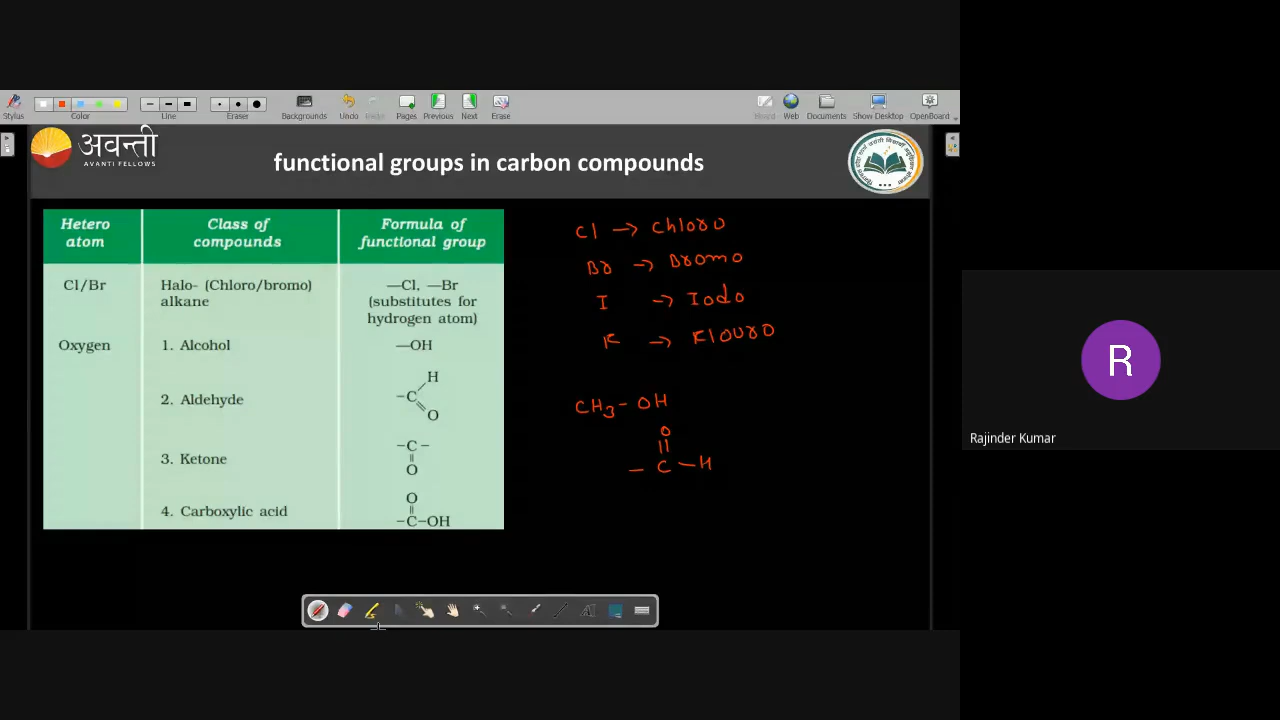 Stylus
Color
Line
Eraser
Backgrounds
Undo
Redo
Pages
Previous
Next
Erase
Board
Web
Documents
Show Desktop
OpenBoard
अवन्ती
AVANTI FELLOWS
functional groups in carbon compounds
Hetero atom
Class of compounds
Formula of functional group
Cl/Br
Halo- (Chloro/bromo) alkane
—Cl, —Br
(substitutes for
hydrogen atom)
Oxygen
1. Alcohol
—OH
2. Aldehyde
H
-C
O
3. Ketone
-C-
O
4. Carboxylic acid
O
-C-OH
Cl → Chloro
Br → Bromo
I → Iodo
F → Flouro
CH3 - OH
O
- C - H
R
Rajinder Kumar